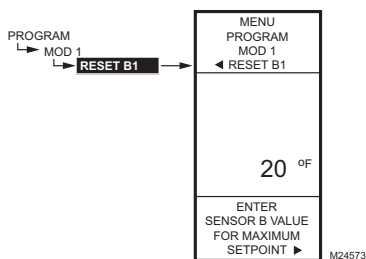 PROGRAM
MOD 1
RESET B1
MENU
PROGRAM
MOD 1
◄ RESET B1
20 ºF
ENTER
SENSOR B VALUE
FOR MAXIMUM
SETPOINT ►
M24573